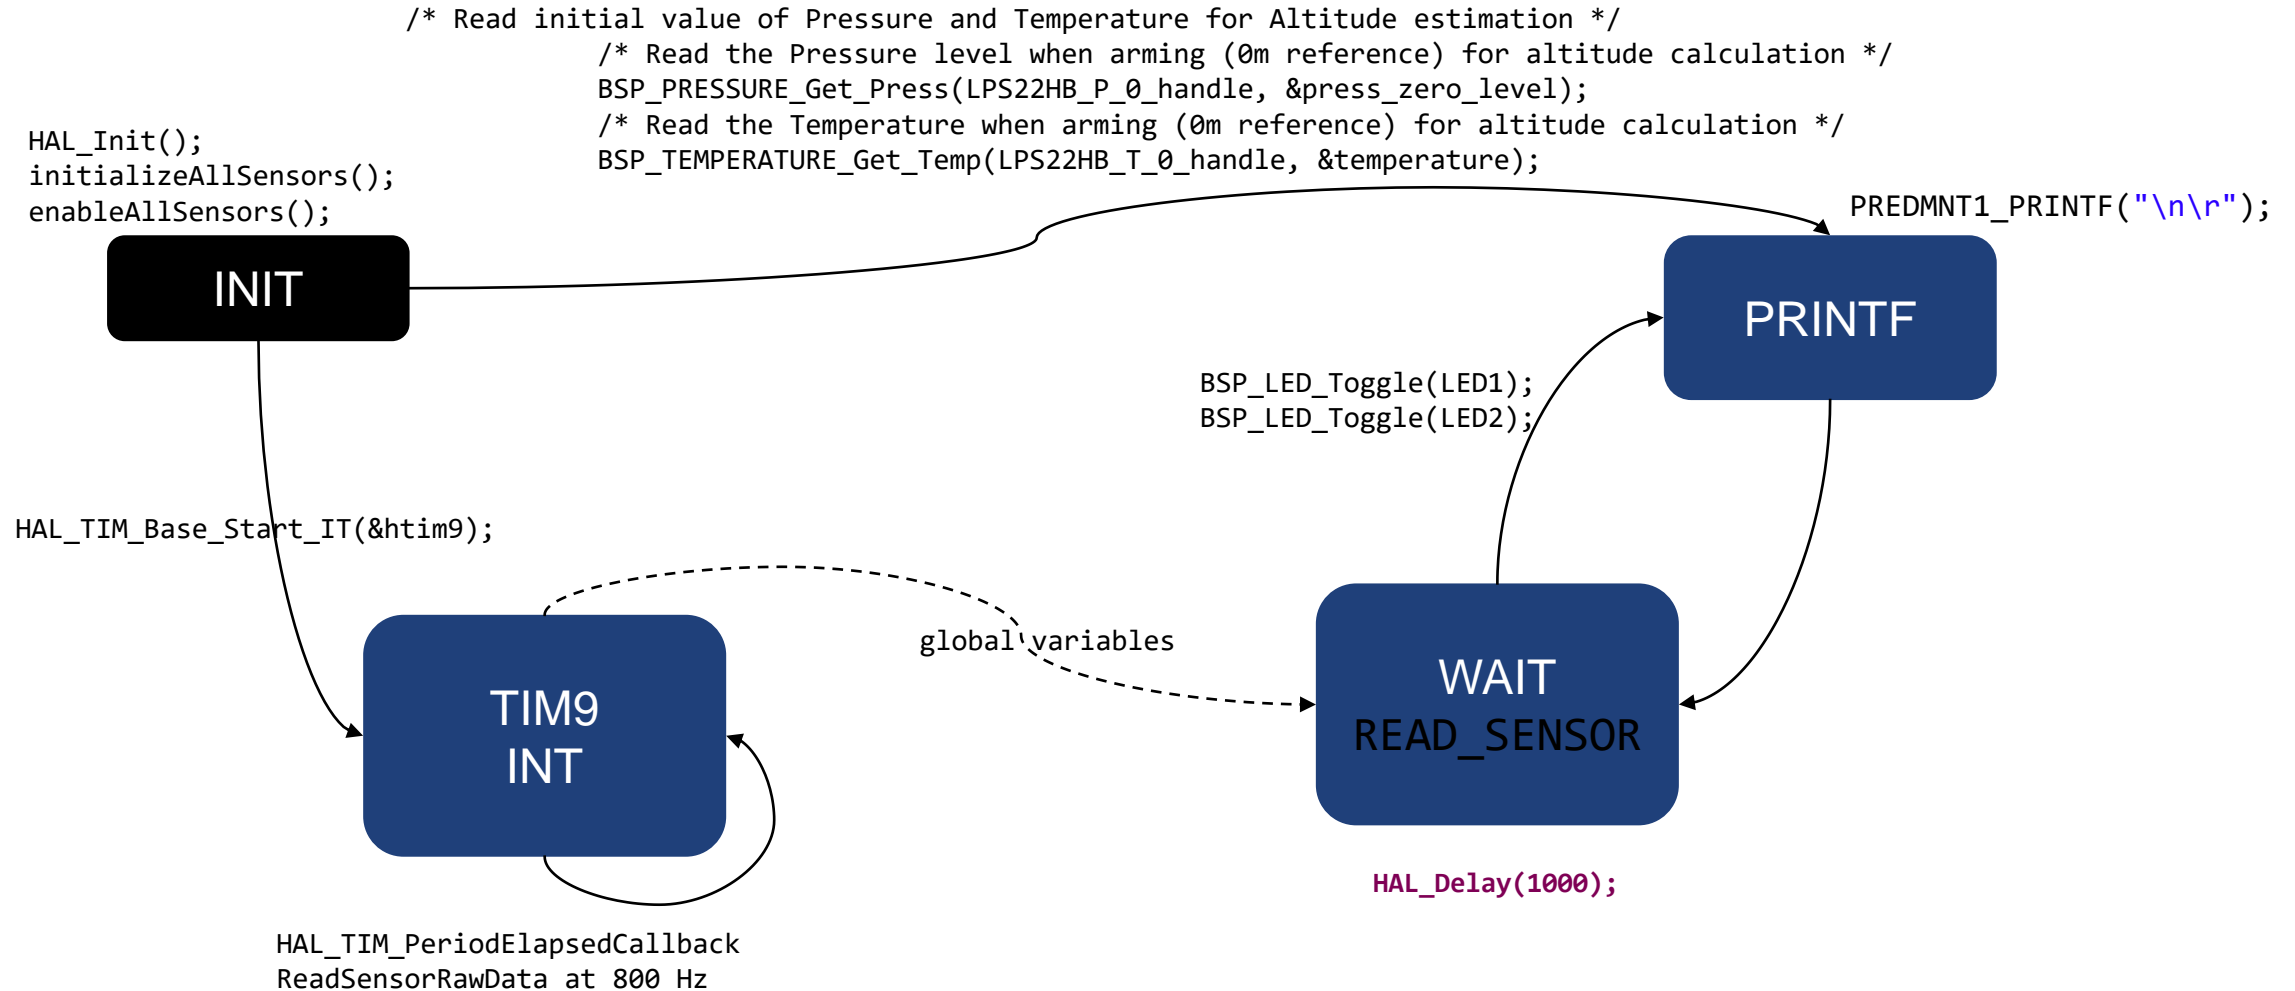 /* Read initial value of Pressure and Temperature for Altitude estimation */
/* Read the Pressure level when arming (0m reference) for altitude calculation */
BSP_PRESSURE_Get_Press(LPS22HB_P_0_handle, &press_zero_level);
/* Read the Temperature when arming (0m reference) for altitude calculation */
BSP_TEMPERATURE_Get_Temp(LPS22HB_T_0_handle, &temperature);
HAL_Init();
initializeAllSensors();
enableAllSensors();
PREDMNT1_PRINTF("\n\r");
INIT
PRINTF
BSP_LED_Toggle(LED1);
BSP_LED_Toggle(LED2);
HAL_TIM_Base_Start_IT(&htim9);
global variables
TIM9
INT
WAIT
READ_SENSOR
HAL_Delay(1000);
HAL_TIM_PeriodElapsedCallback
ReadSensorRawData at 800 Hz